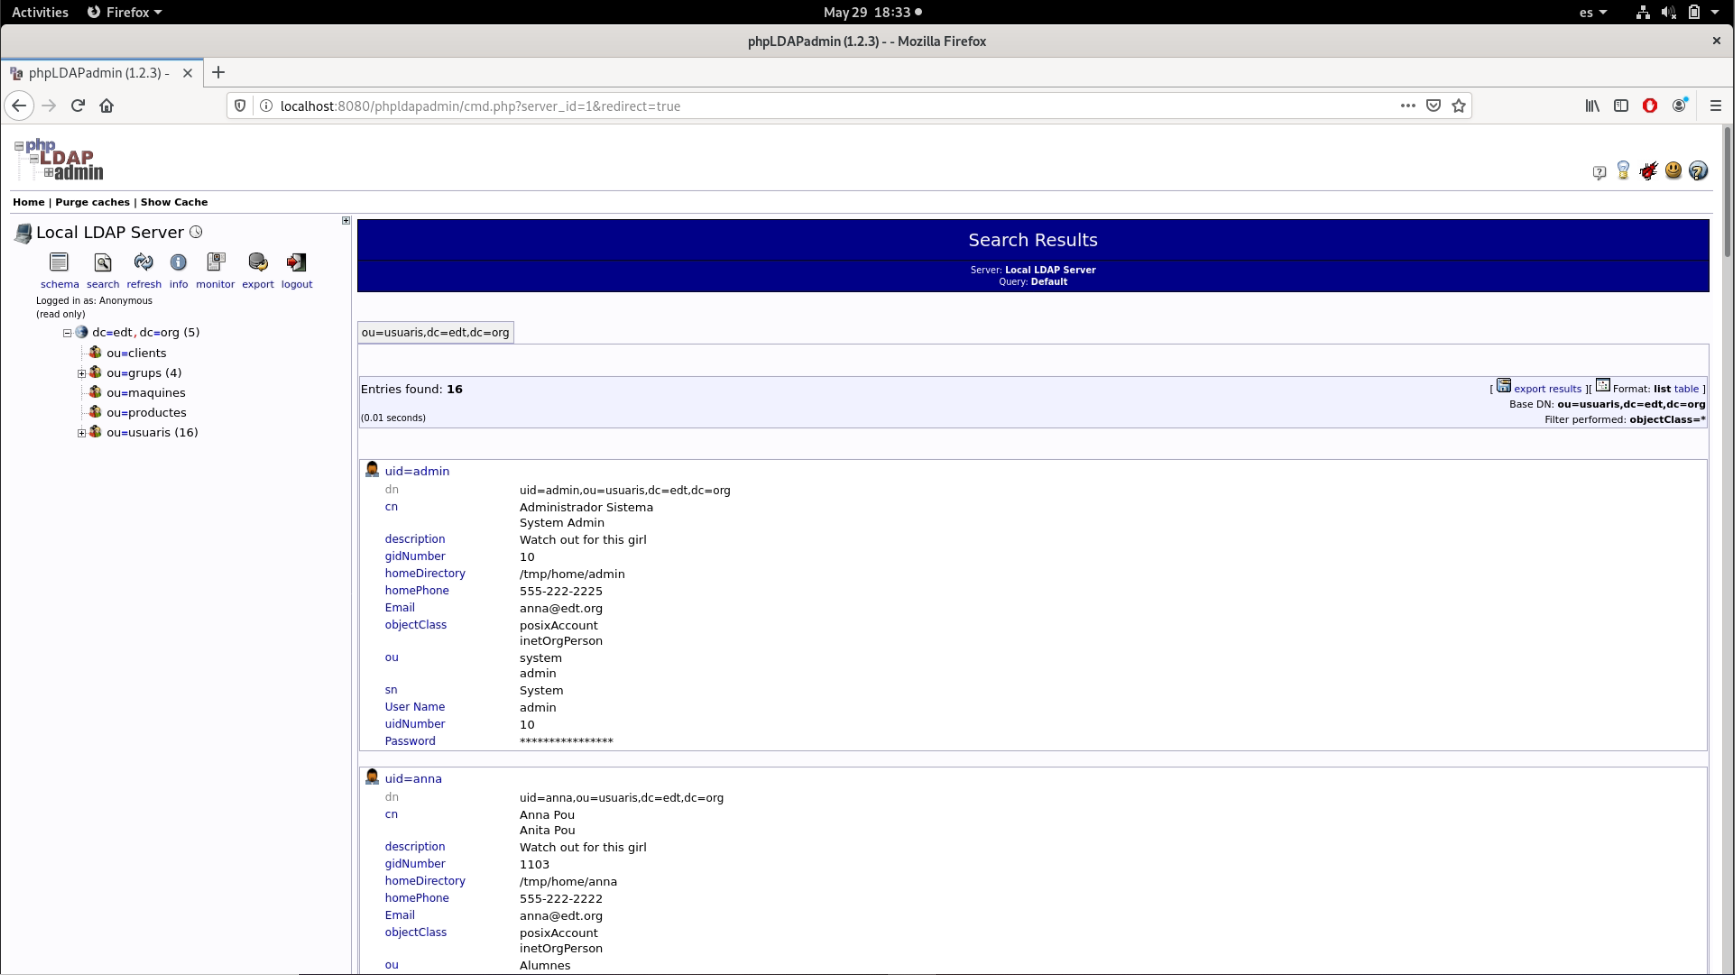 Activities Firefox May 29 18:33 es
phpLDAPadmin (1.2.3) - - Mozilla Firefox
phpLDAPadmin (1.2.3) -
localhost:8080/phpldapadmin/cmd.php?server_id=1&redirect=true
php
LDAP
admin
Home | Purge caches | Show Cache
Local LDAP Server
schema search refresh info monitor export logout
Logged in as: Anonymous
(read only)
dc=edt,dc=org (5)
ou=clients
ou=grups (4)
ou=maquines
ou=productes
ou=usuaris (16)
Search Results
Server: Local LDAP Server
Query: Default
ou=usuaris,dc=edt,dc=org
Entries found: 16
[ export results ][ Format: list table ]
Base DN: ou=usuaris,dc=edt,dc=org
(0.01 seconds)
Filter performed: objectClass=*
uid=admin
dn uid=admin,ou=usuaris,dc=edt,dc=org
cn Administrador Sistema
System Admin
description Watch out for this girl
gidNumber 10
homeDirectory /tmp/home/admin
homePhone 555-222-2225
Email anna@edt.org
objectClass posixAccount
inetOrgPerson
ou system
admin
sn System
User Name admin
uidNumber 10
Password ****************
uid=anna
dn uid=anna,ou=usuaris,dc=edt,dc=org
cn Anna Pou
Anita Pou
description Watch out for this girl
gidNumber 1103
homeDirectory /tmp/home/anna
homePhone 555-222-2222
Email anna@edt.org
objectClass posixAccount
inetOrgPerson
ou Alumnes